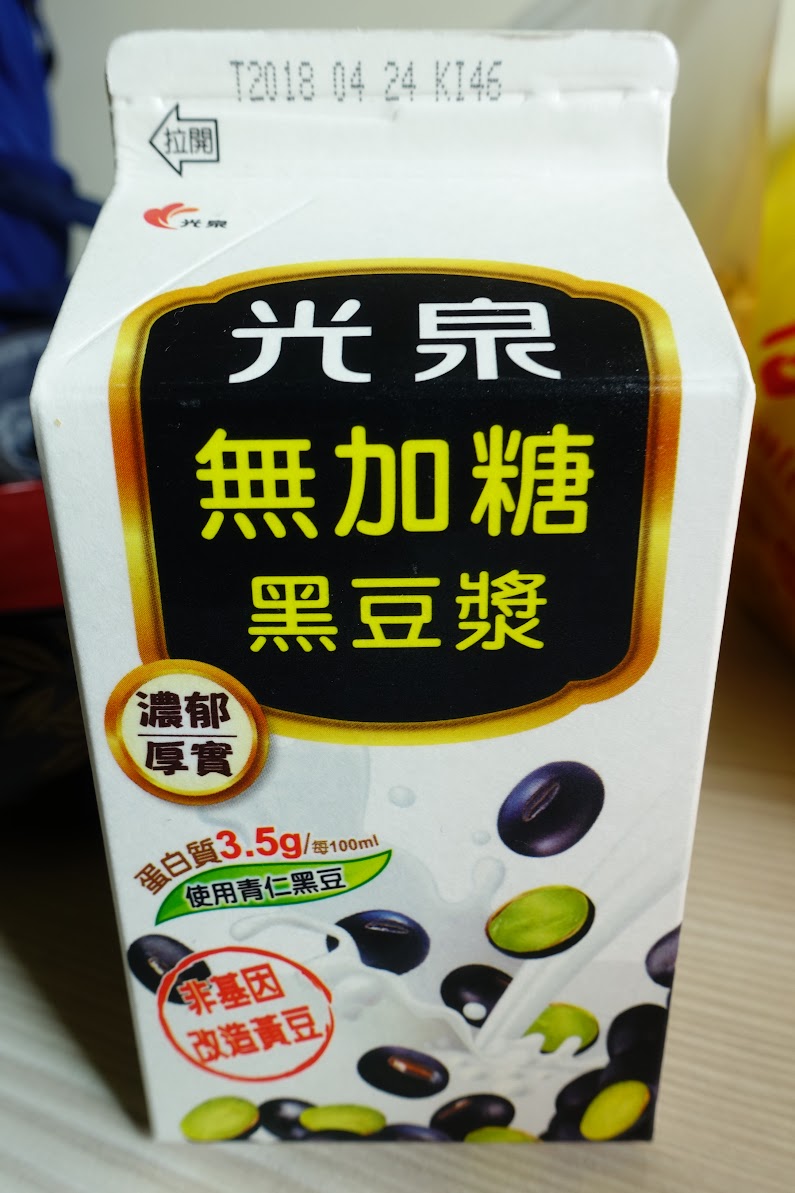 T2018 04 24 KI46
拉開
光泉
光泉
無加糖
黑豆漿
濃郁
厚實
蛋白質3.5g/每100ml
使用青仁黑豆
非基因
改造黃豆